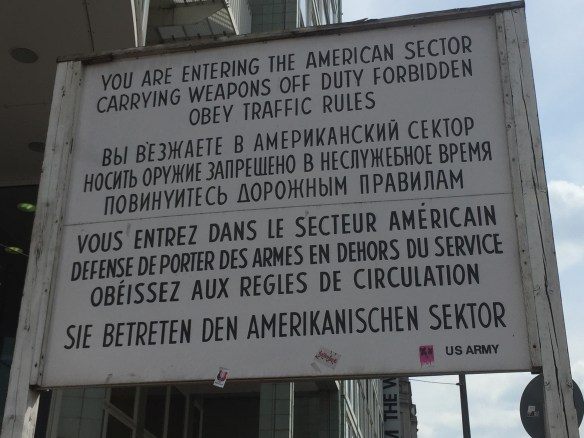 YOU ARE ENTERING THE AMERICAN SECTOR
CARRYING WEAPONS OFF DUTY FORBIDDEN
OBEY TRAFFIC RULES
ВЫ ВЪЕЗЖАЕТЕ В АМЕРИКАНСКИЙ СЕКТОР
НОСИТЬ ОРУЖИЕ ЗАПРЕЩЕНО В НЕСЛУЖЕБНОЕ ВРЕМЯ
ПОВИНУЙТЕСЬ ДОРОЖНЫМ ПРАВИЛАМ
VOUS ENTREZ DANS LE SECTEUR AMÉRICAIN
DÉFENSE DE PORTER DES ARMES EN DEHORS DU SERVICE
OBÉISSEZ AUX RÈGLES DE CIRCULATION
SIE BETRETEN DEN AMERIKANISCHEN SEKTOR
US ARMY